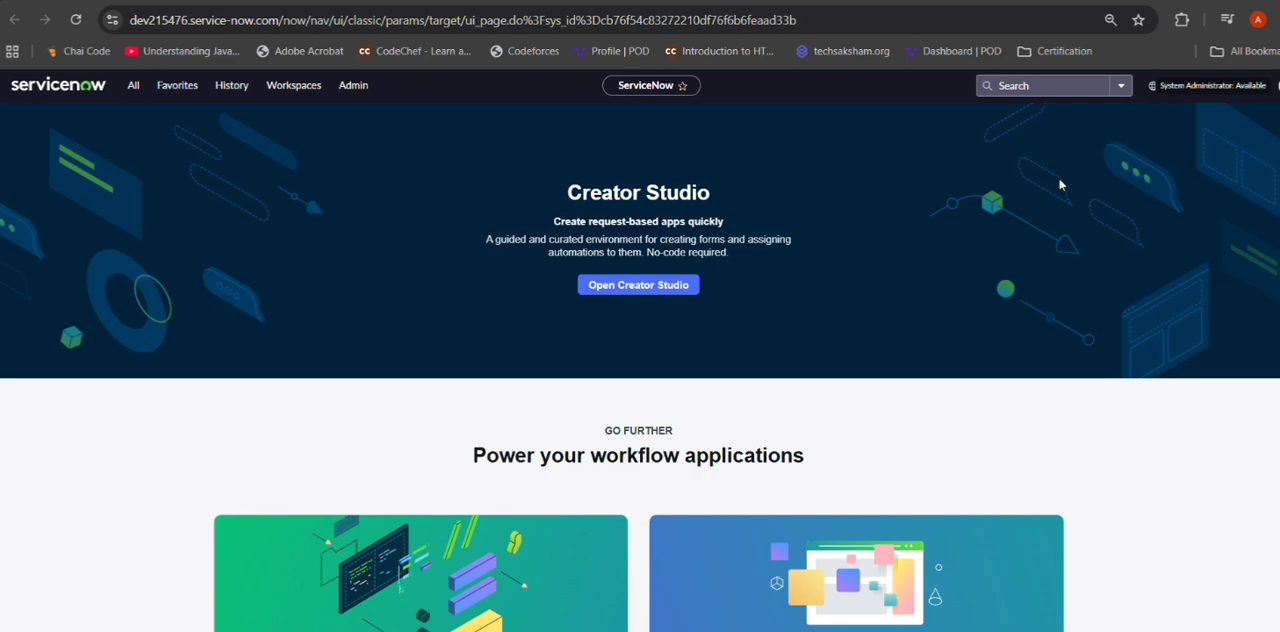 dev215476.service-now.com/now/nav/ui/classic/params/target/ui_page.do%3Fsys_id%3Dcb76f54c83272210df76f6b6feaad33b
A
Chai Code
Understanding Java...
Adobe Acrobat
CC CodeChef - Learn a...
Codeforces
Profile | POD
CC Introduction to HT...
techsaksham.org
Dashboard | POD
Certification
All Bookma
servicenow
All
Favorites
History
Workspaces
Admin
ServiceNow
Search
System Administrator: Available
Creator Studio
Create request-based apps quickly
A guided and curated environment for creating forms and assigning
automations to them. No-code required.
Open Creator Studio
GO FURTHER
Power your workflow applications